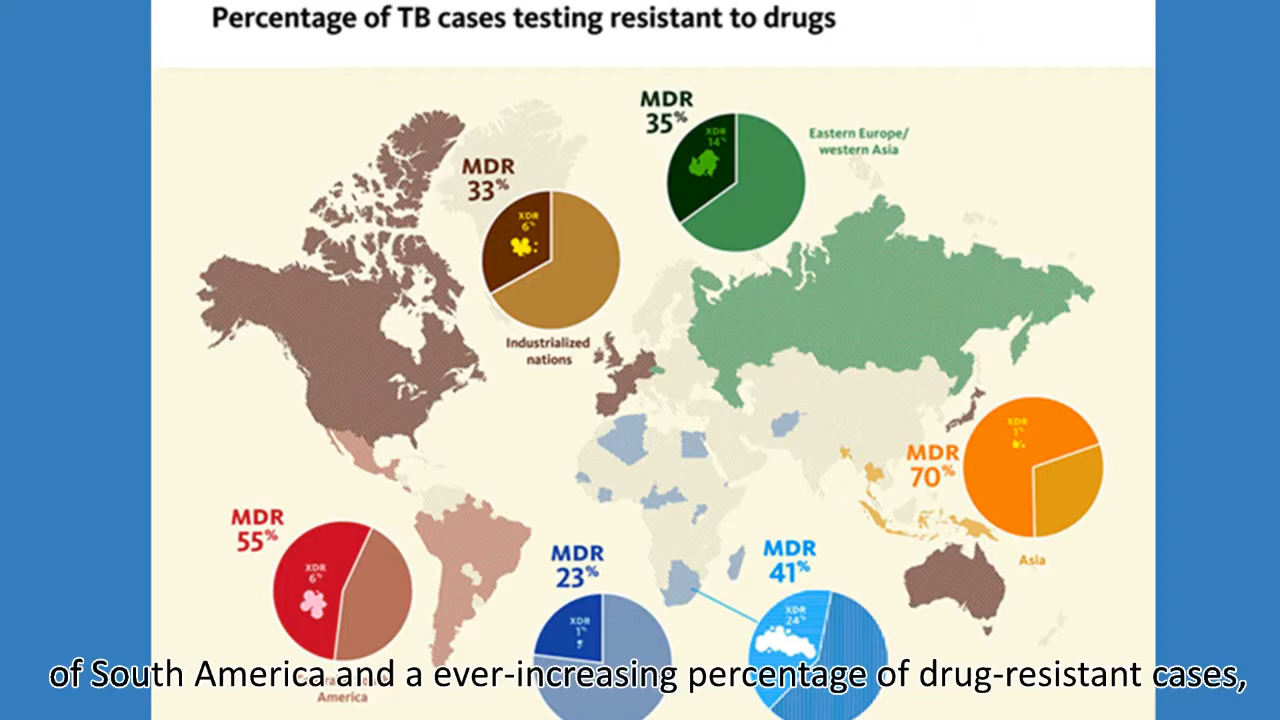 Percentage of TB cases testing resistant to drugs
MDR
35%
XDR
14%
Eastern Europe/
western Asia
MDR
33%
XDR
6%
Industrialized
nations
MDR
70%
XDR
1%
Asia
MDR
55%
XDR
6%
America
MDR
23%
XDR
1%
MDR
41%
XDR
24%
of South America and a ever-increasing percentage of drug-resistant cases,